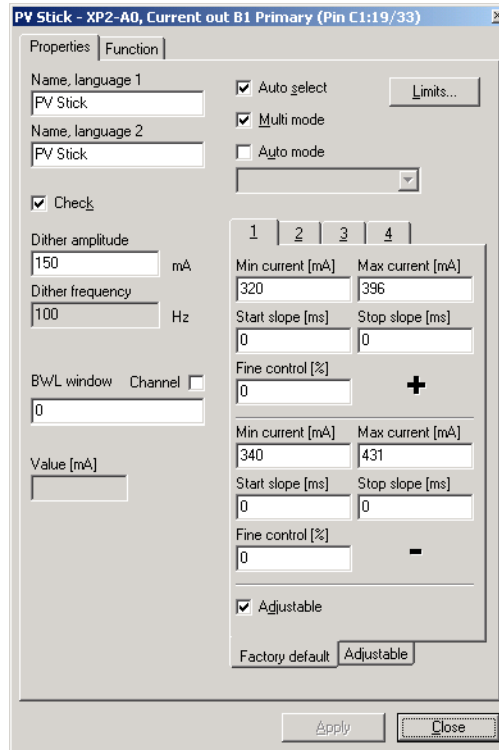 PV Stick - XP2-A0, Current out B1 Primary (Pin C1:19/33)
Properties Function
Name, language 1
PV Stick
Name, language 2
PV Stick
Check
Dither amplitude
150 mA
Dither frequency
100 Hz
BWL window Channel
0
Value [mA]
Auto select Limits...
Multi mode
Auto mode
1 2 3 4
Min current [mA] Max current [mA]
320 396
Start slope [ms] Stop slope [ms]
0 0
Fine control [%]
0 +
Min current [mA] Max current [mA]
340 431
Start slope [ms] Stop slope [ms]
0 0
Fine control [%]
0 -
Adjustable
Factory default Adjustable
Apply Close